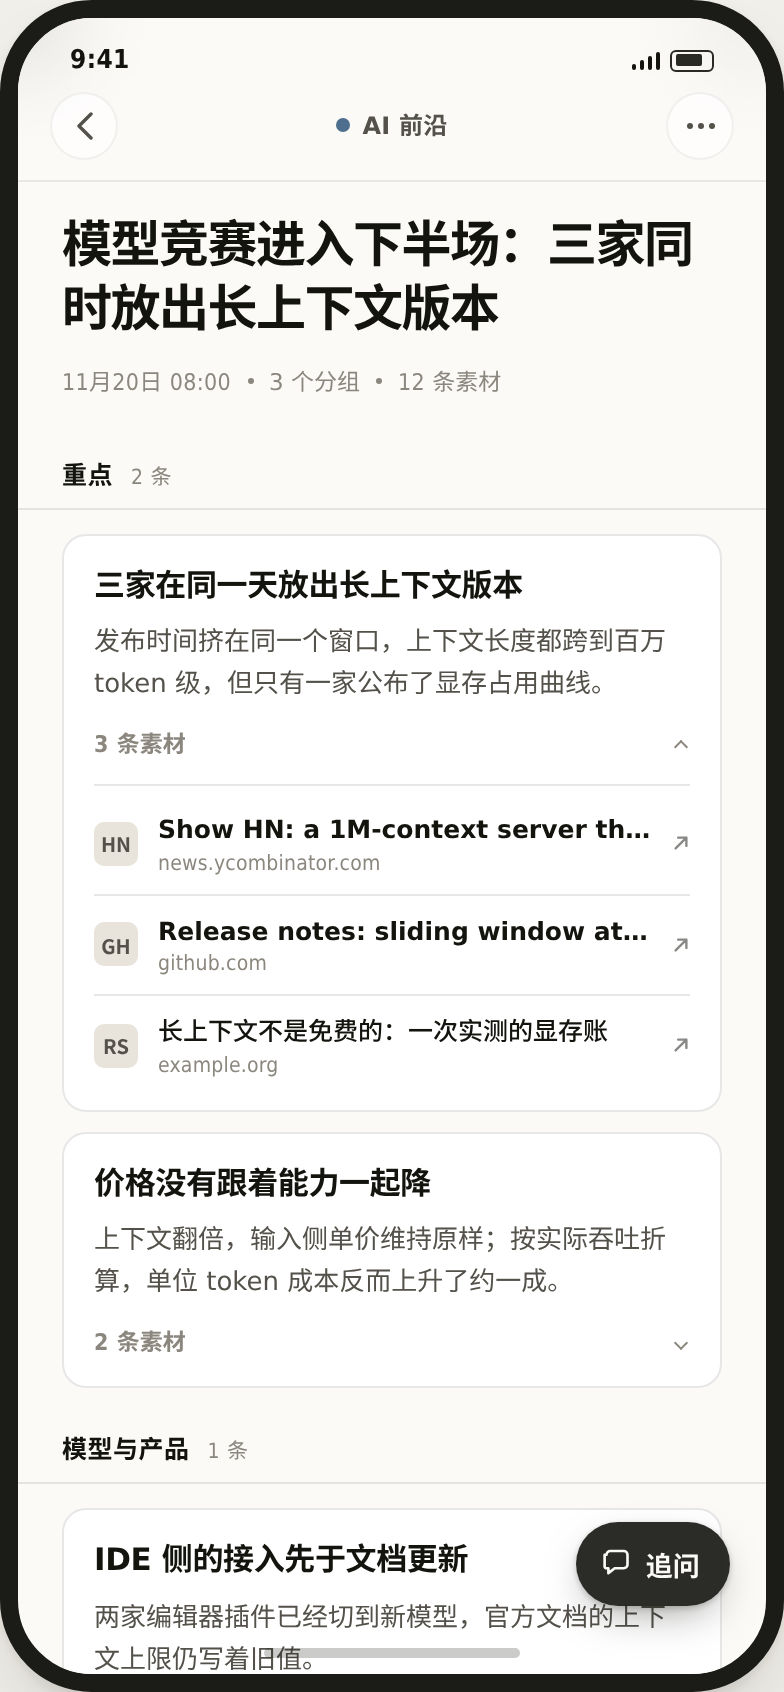 9:41
AI 前沿
模型竞赛进入下半场：三家同
时放出长上下文版本
11月20日 08:00 • 3 个分组 • 12 条素材
重点 2 条
三家在同一天放出长上下文版本
发布时间挤在同一个窗口，上下文长度都跨到百万
token 级，但只有一家公布了显存占用曲线。
3 条素材
HN Show HN: a 1M-context server th...
news.ycombinator.com
GH Release notes: sliding window at...
github.com
RS 长上下文不是免费的：一次实测的显存账
example.org
价格没有跟着能力一起降
上下文翻倍，输入侧单价维持原样；按实际吞吐折
算，单位 token 成本反而上升了约一成。
2 条素材
模型与产品 1 条
IDE 侧的接入先于文档更新
追问
两家编辑器插件已经切到新模型，官方文档的上下
文上限仍写着旧值。